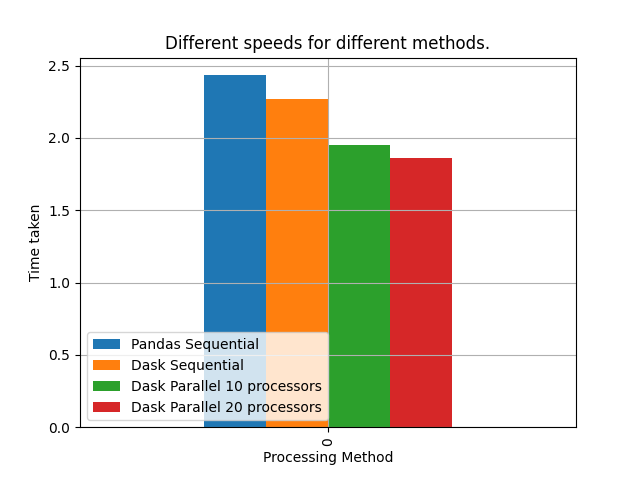 Different speeds for different methods.
2.5
2.0
1.5
1.0
0.5
0.0
Time taken
Pandas Sequential
Dask Sequential
Dask Parallel 10 processors
Dask Parallel 20 processors
0
Processing Method